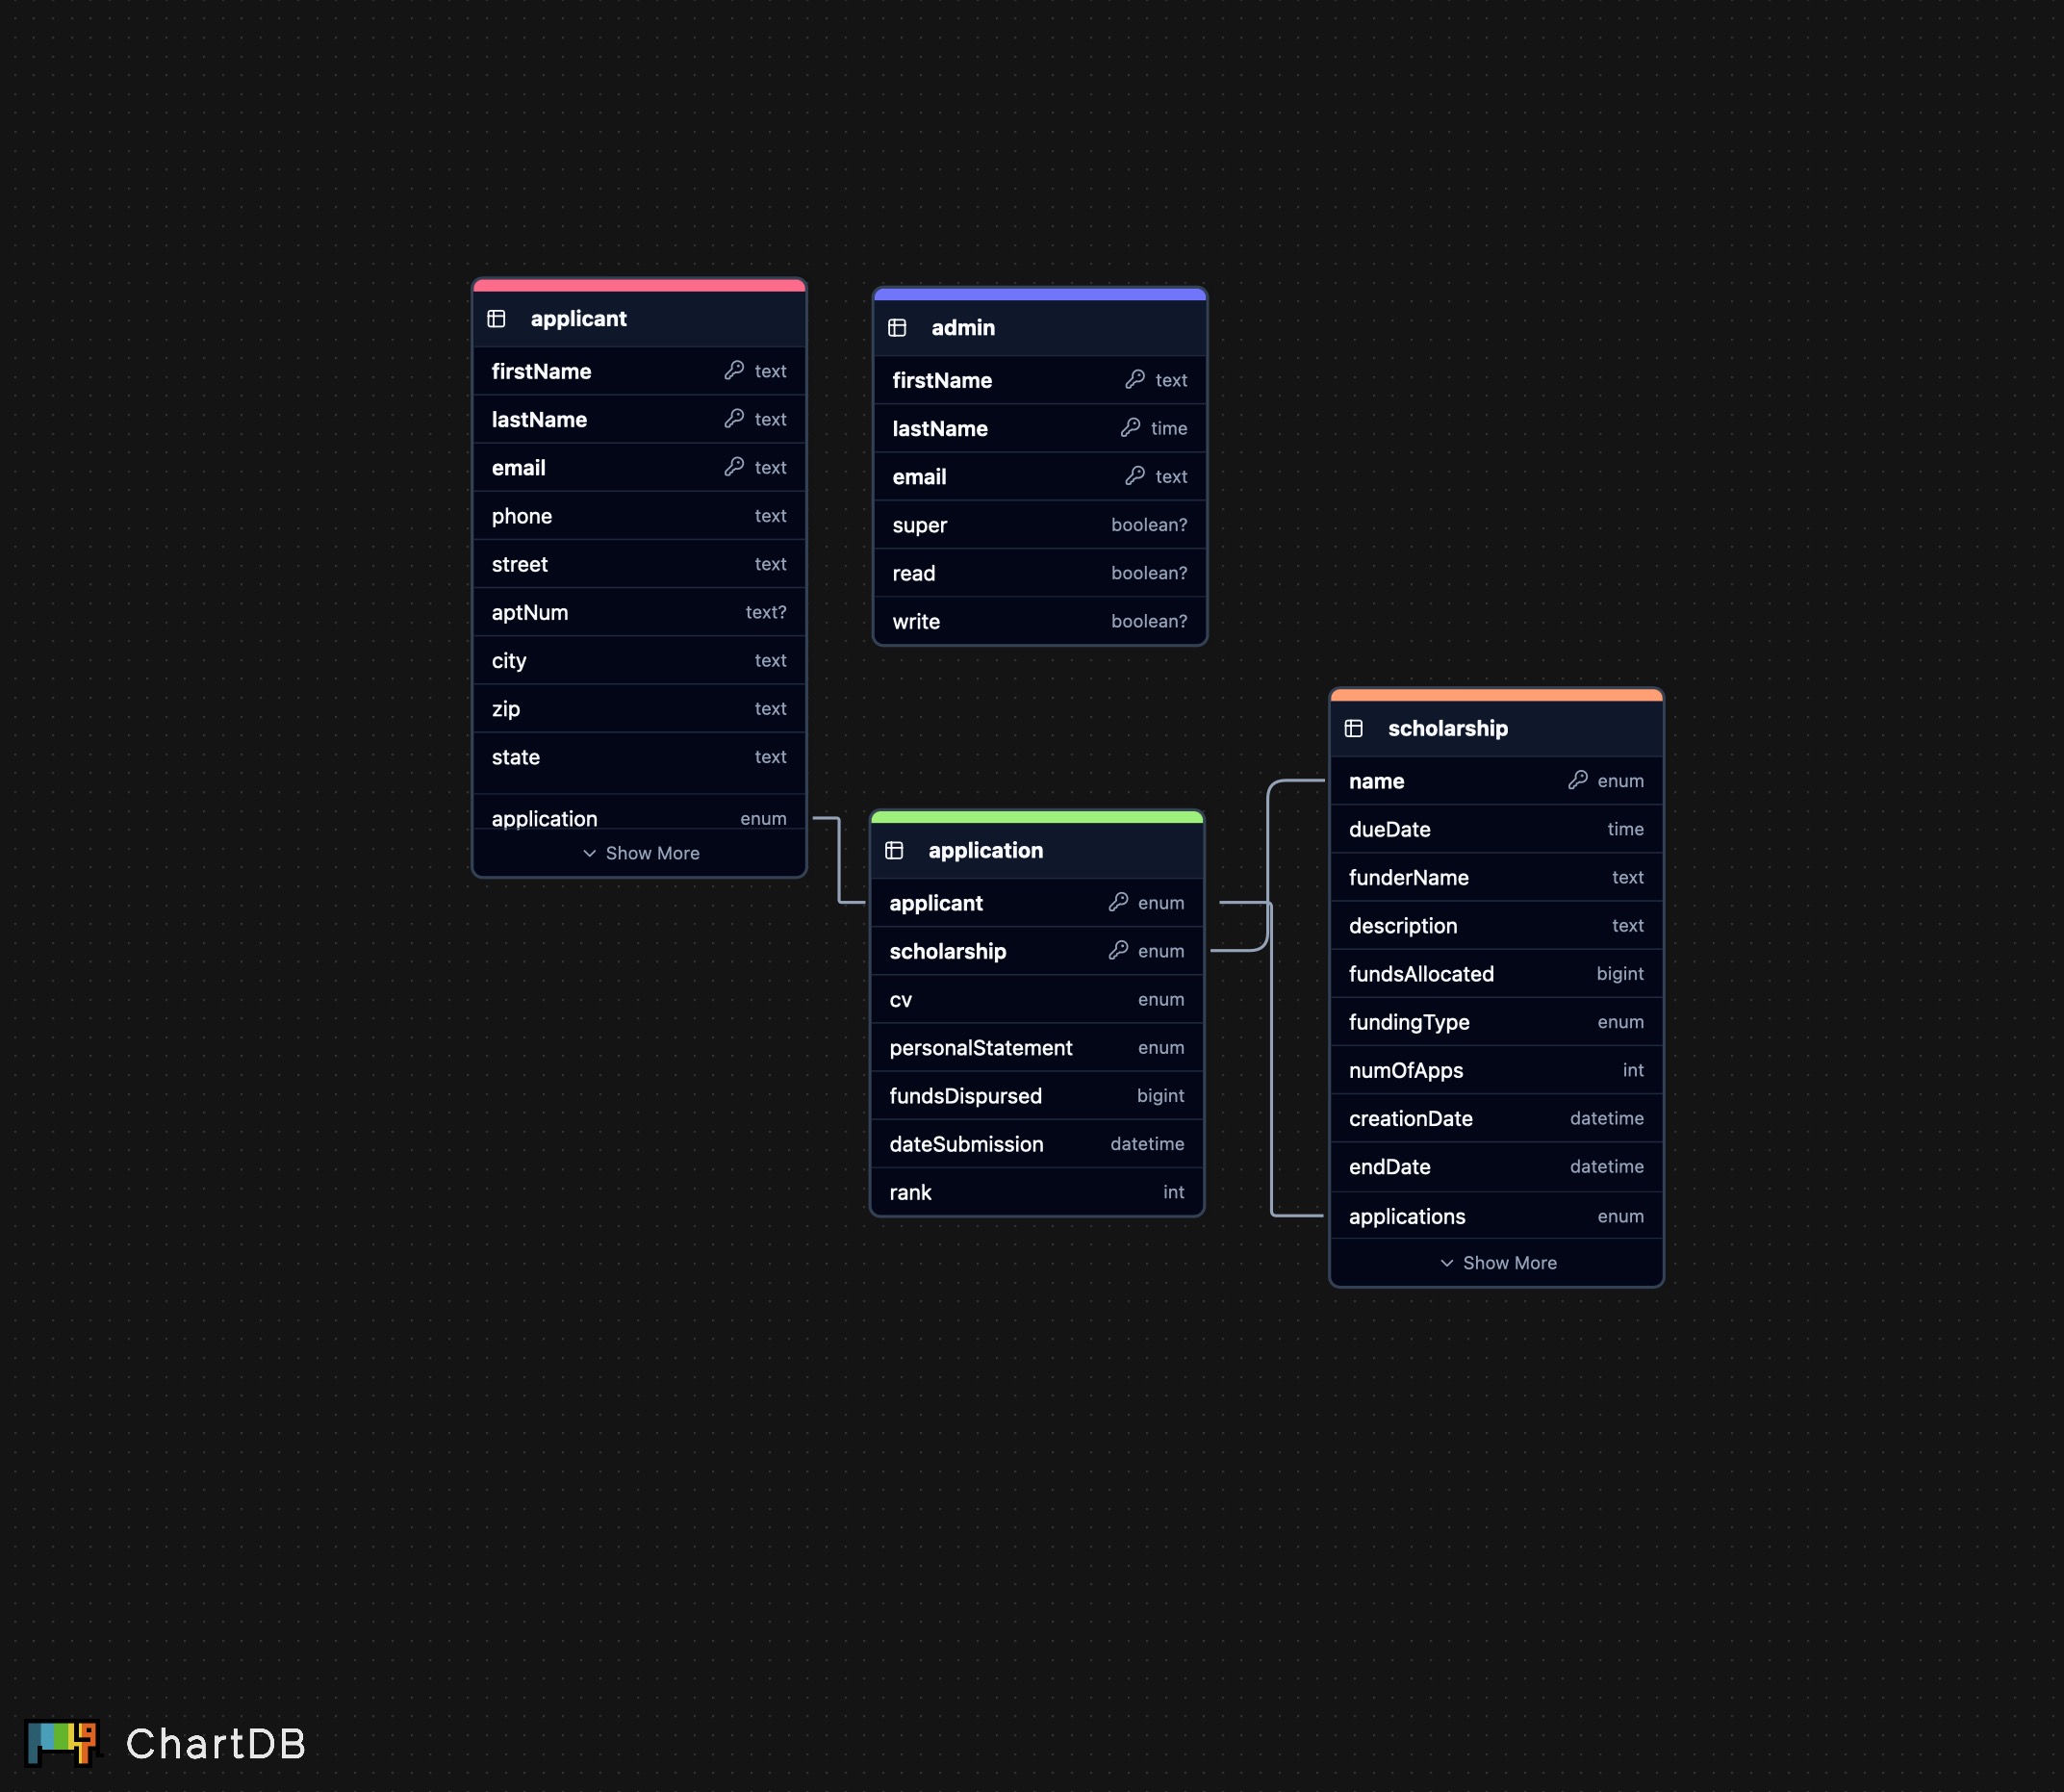 applicant
firstName text
lastName text
email text
phone text
street text
aptNum text?
city text
zip text
state text
application enum
Show More
admin
firstName text
lastName time
email text
super boolean?
read boolean?
write boolean?
application
applicant enum
scholarship enum
cv enum
personalStatement enum
fundsDispursed bigint
dateSubmission datetime
rank int
scholarship
name enum
dueDate time
funderName text
description text
fundsAllocated bigint
fundingType enum
numOfApps int
creationDate datetime
endDate datetime
applications enum
Show More
ChartDB